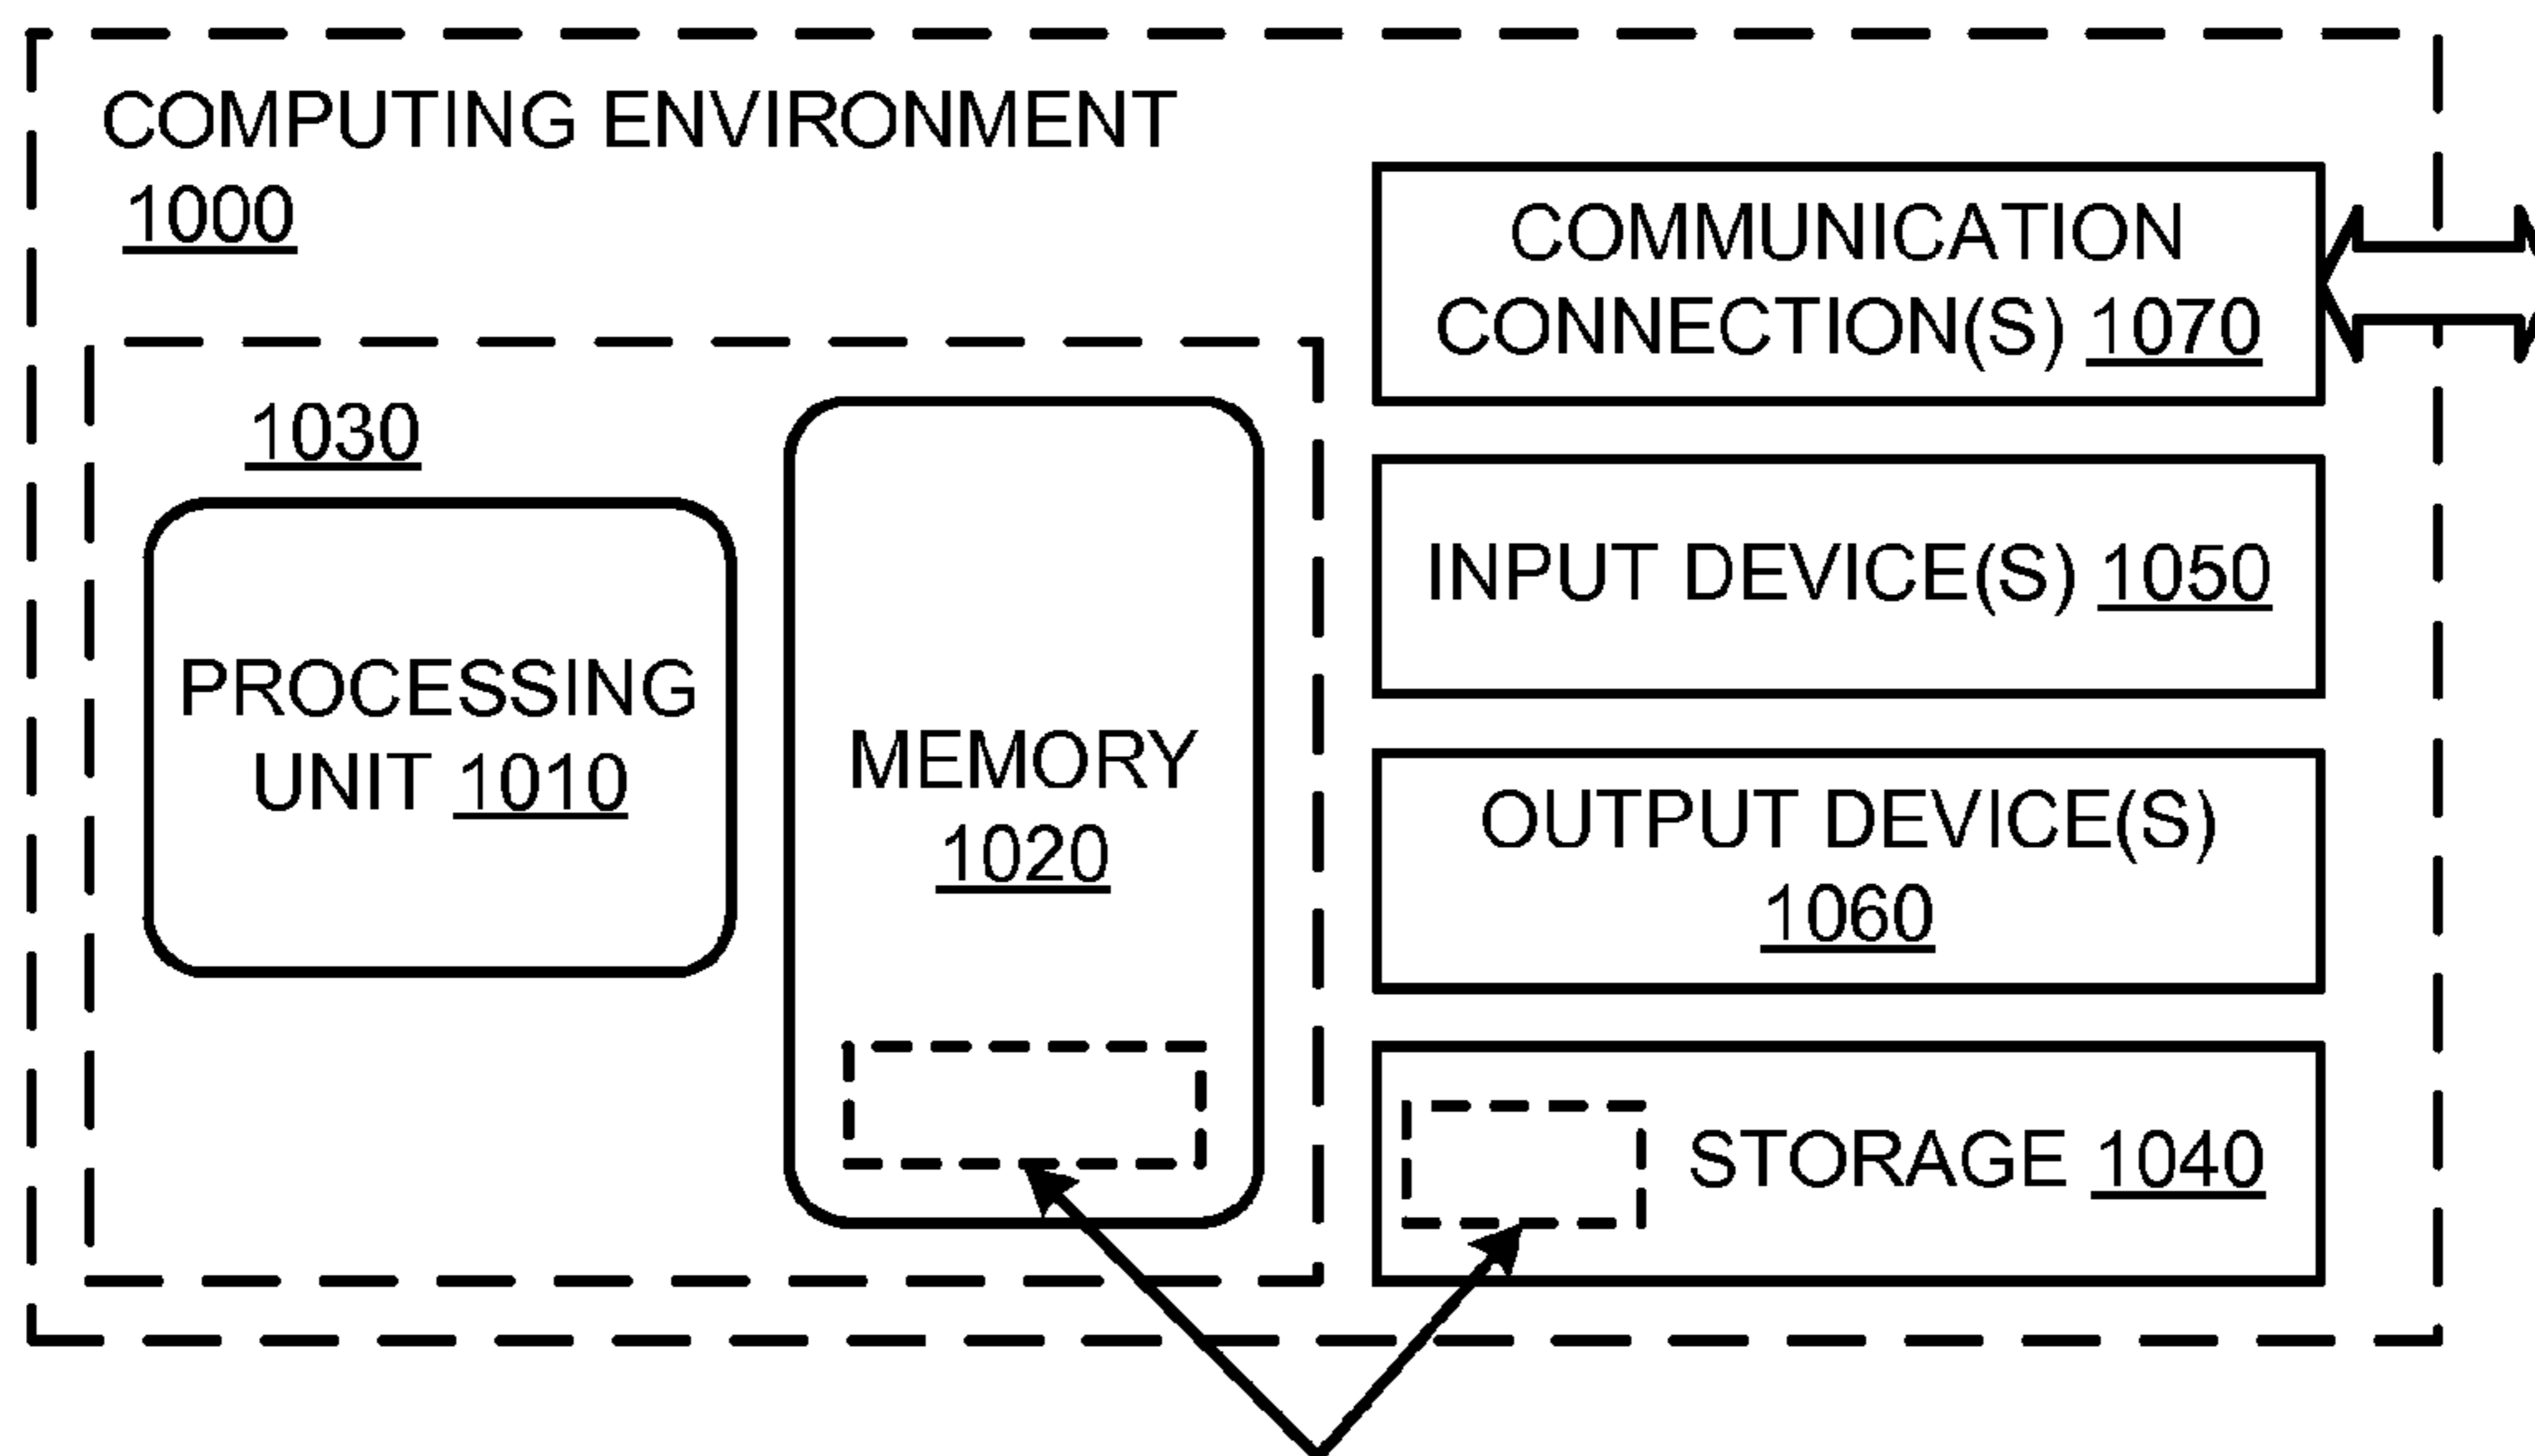 COMPUTING ENVIRONMENT
1000
COMMUNICATION
CONNECTION(S) 1070
1030
INPUT DEVICE(S) 1050
PROCESSING
UNIT 1010
MEMORY
1020
OUTPUT DEVICE(S)
1060
STORAGE 1040